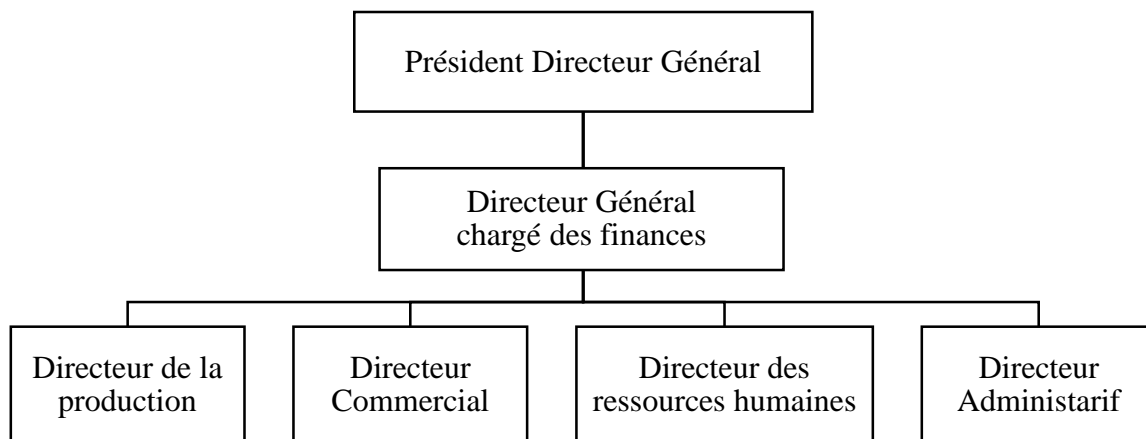 Président Directeur Général
Directeur Général
chargé des finances
Directeur de la
production
Directeur
Commercial
Directeur des
ressources humaines
Directeur
Administarif